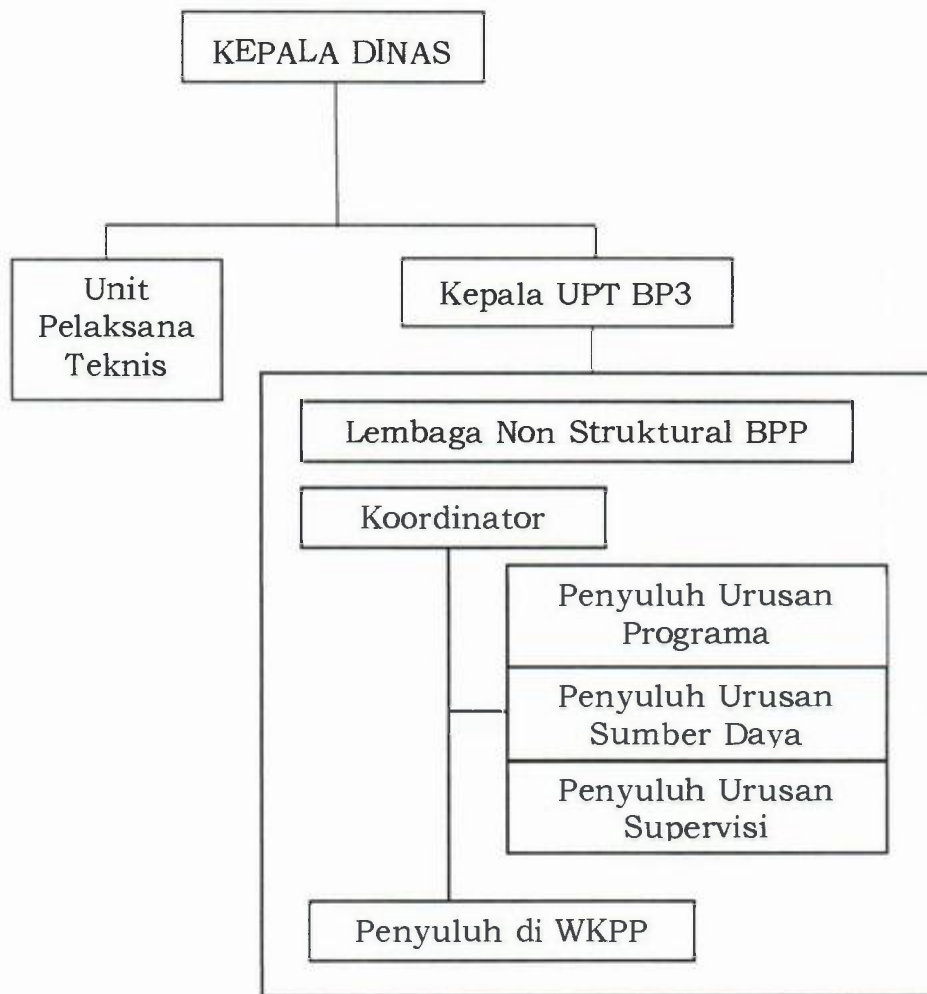 KEPALA DINAS
Unit
Pelaksana
Teknis
Kepala UPT BP3
Lembaga Non Struktural BPP
Koordinator
Penyuluh Urusan
Programa
Penyuluh Urusan
Sumber Daya
Penyuluh Urusan
Supervisi
Penyuluh di WKPP